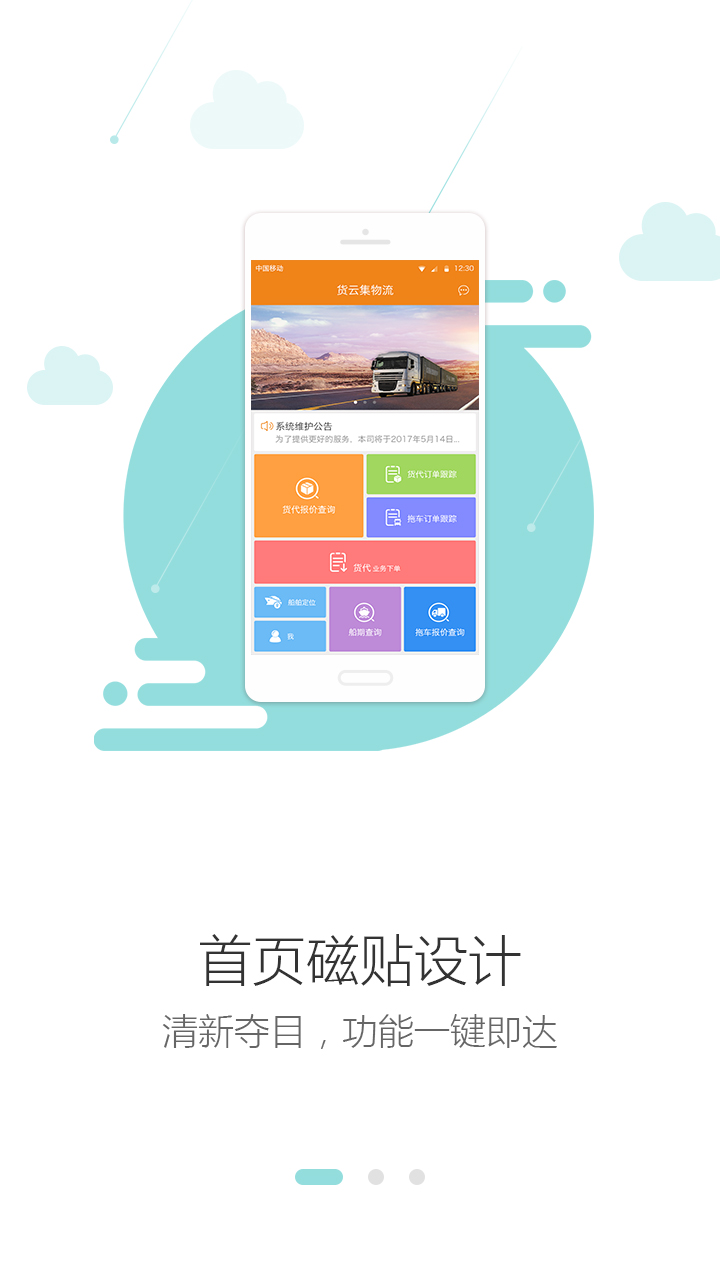 中国移动 12:30
货云集物流
系统维护公告
为了提供更好的服务，本司将于2017年5月14日...
货代报价查询
货代订单跟踪
拖车订单跟踪
货代 业务下单
船舶定位
我
船期查询
拖车报价查询
首页磁贴设计
清新夺目，功能一键即达